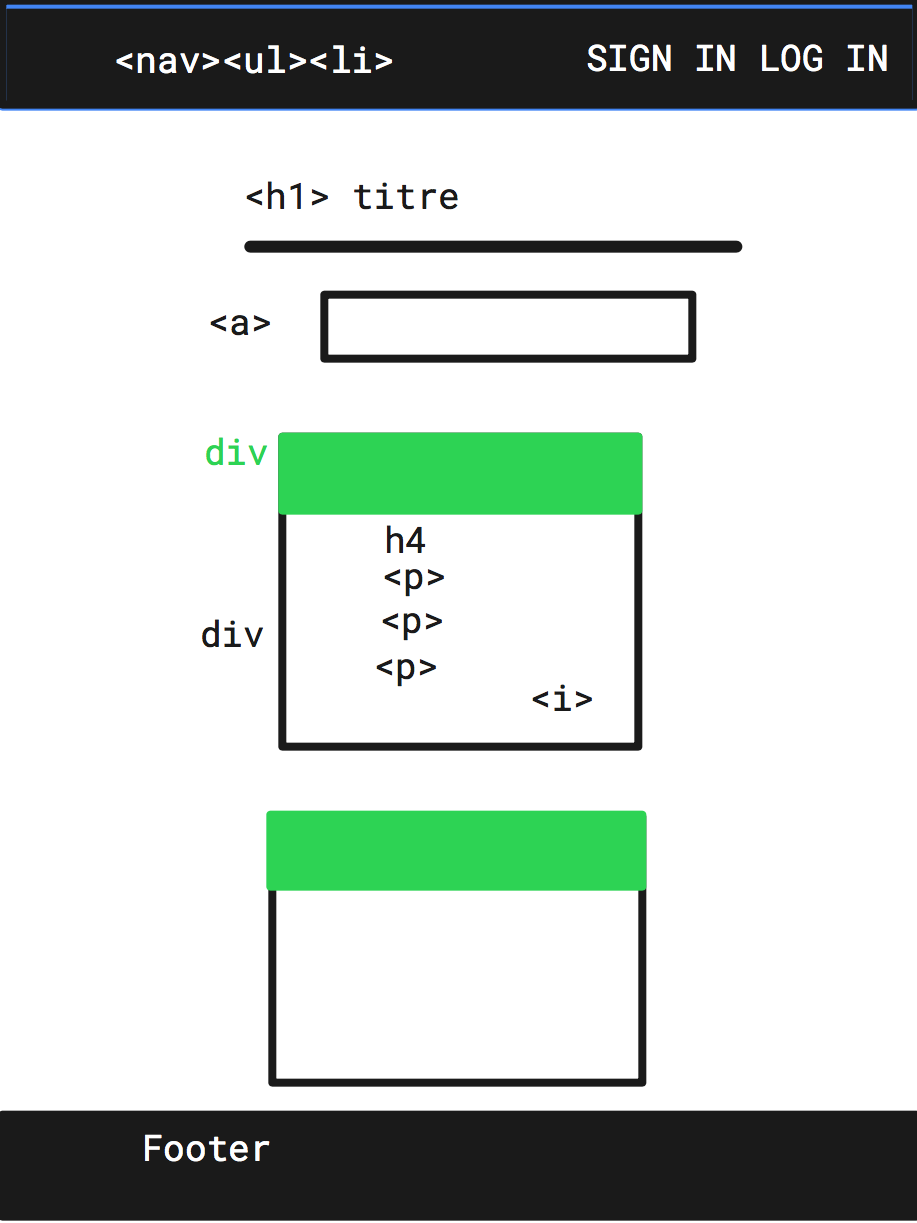 <nav><ul><li> SIGN IN LOG IN
<h1> titre
<a>
div
h4
<p>
<p>
div
<p>
<i>
Footer